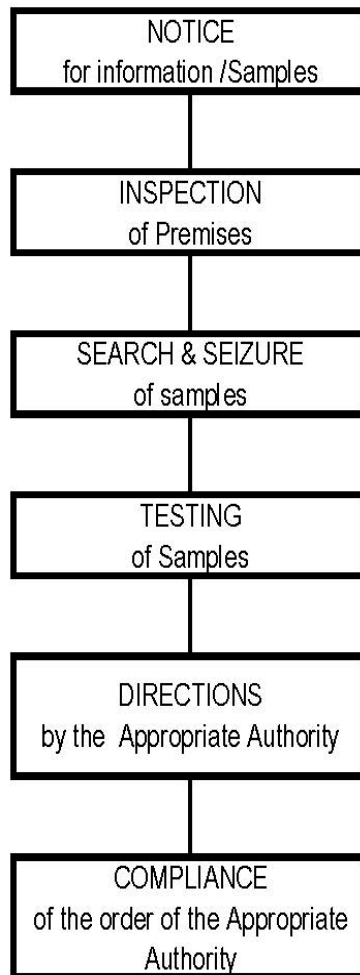 NOTICE
for information /Samples
INSPECTION
of Premises
SEARCH & SEIZURE
of samples
TESTING
of Samples
DIRECTIONS
by the Appropriate Authority
COMPLIANCE
of the order of the Appropriate
Authority